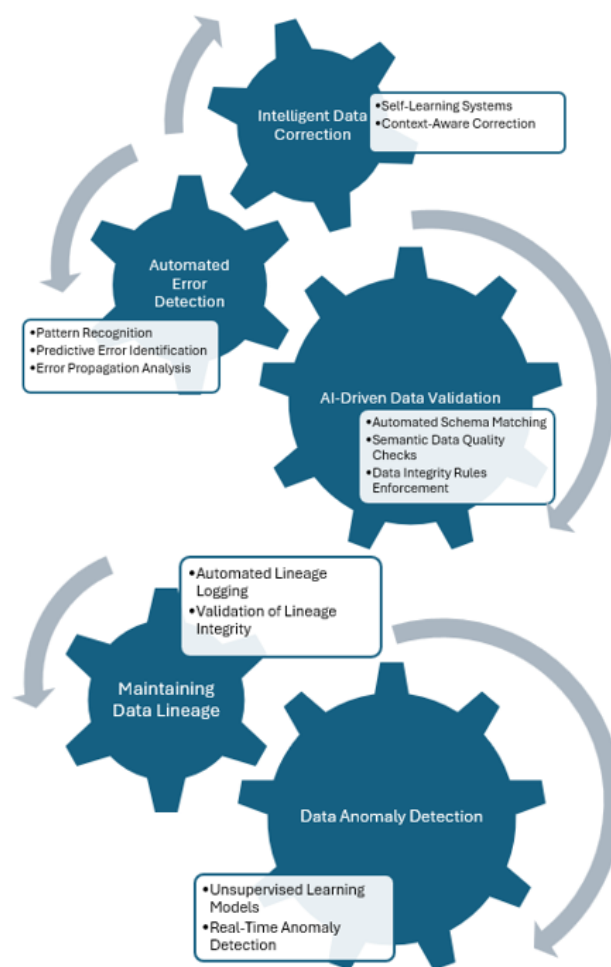 Intelligent Data
Correction
•Self-Learning Systems
•Context-Aware Correction
Automated
Error
Detection
•Pattern Recognition
•Predictive Error Identification
•Error Propagation Analysis
AI-Driven Data Validation
•Automated Schema Matching
•Semantic Data Quality
Checks
•Data Integrity Rules
Enforcement
•Automated Lineage
Logging
•Validation of Lineage
Integrity
Maintaining
Data Lineage
Data Anomaly Detection
•Unsupervised Learning
Models
•Real-Time Anomaly
Detection